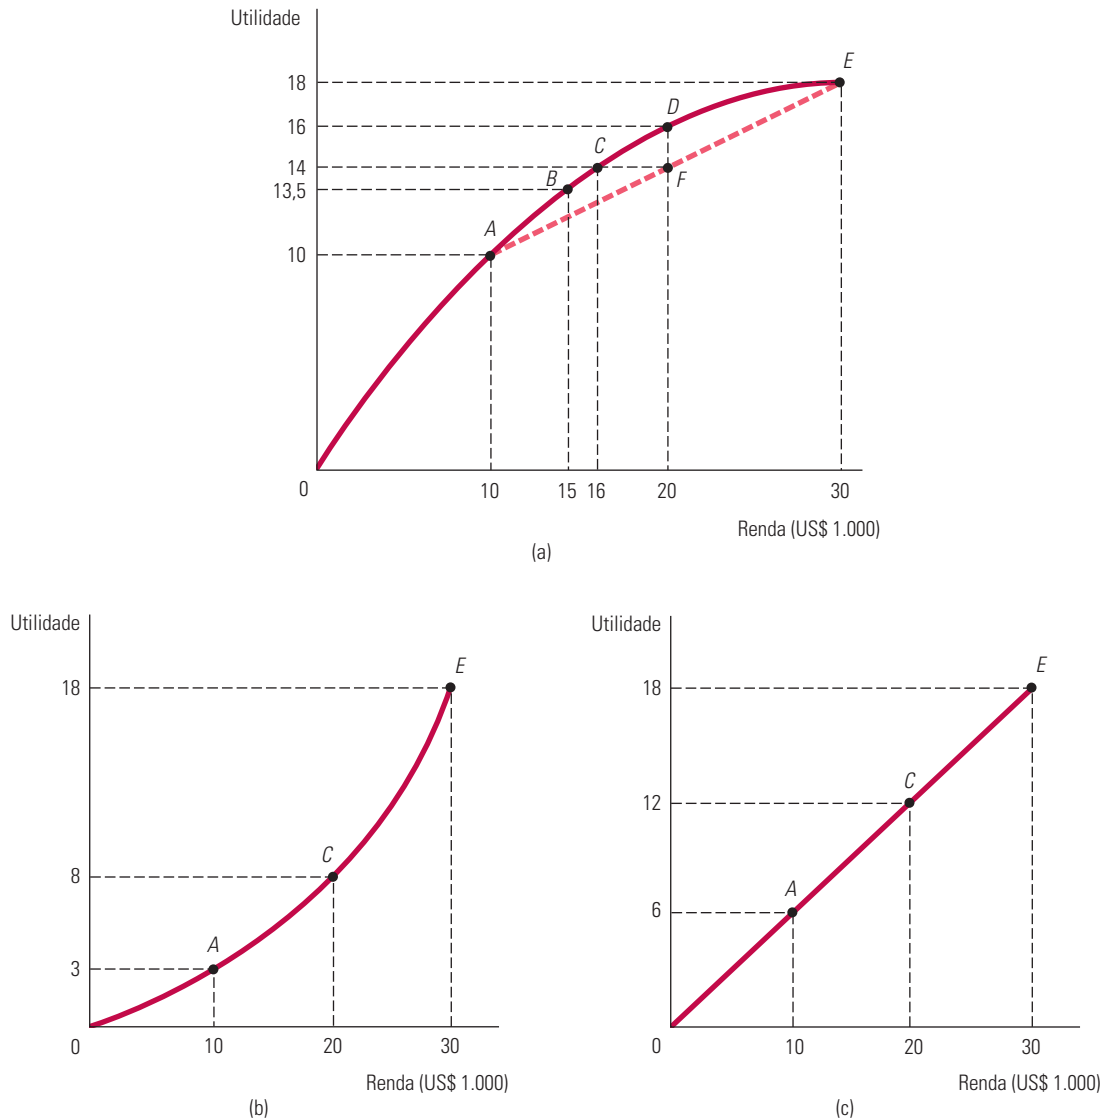 Utilidade
E
18
D
16
C
14
B
F
13,5
A
10
0
10
15
16
20
30
Renda (US$ 1.000)
(a)
Utilidade
E
18
C
8
A
3
0
10
20
30
Renda (US$ 1.000)
(b)
Utilidade
E
18
C
12
A
6
0
10
20
30
Renda (US$ 1.000)
(c)